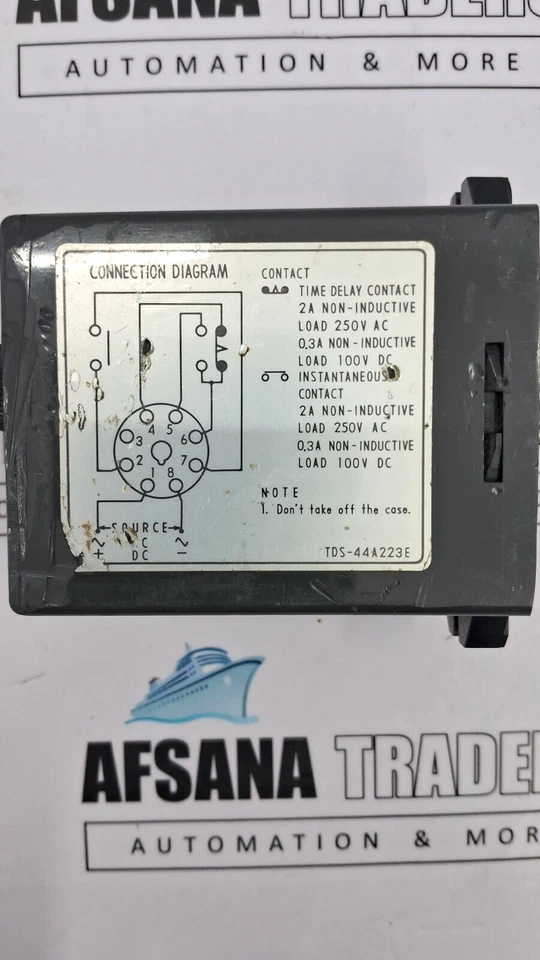 AFSANA TRADERS
AUTOMATION & MORE
CONNECTION DIAGRAM
4 5
3 6
2 7
1 8
SOURCE
DC
+ −
CONTACT
TIME DELAY CONTACT
2A NON-INDUCTIVE
LOAD 250V AC
0,3A NON-INDUCTIVE
LOAD 100V DC
INSTANTANEOUS
CONTACT
2A NON-INDUCTIVE
LOAD 250V AC
0,3A NON-INDUCTIVE
LOAD 100V DC
NOTE
1. Don't take off the case.
TDS-44A223E
AFSANA TRADE
AUTOMATION & MOR